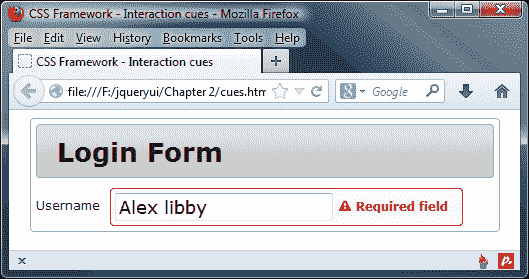 CSS Framework - Interaction cues - Mozilla Firefox
File Edit View History Bookmarks Tools Help
CSS Framework - Interaction cues
file:///F:/jqueryui/Chapter 2/cues.htm
Google
Login Form
Username
Alex libby
Required field